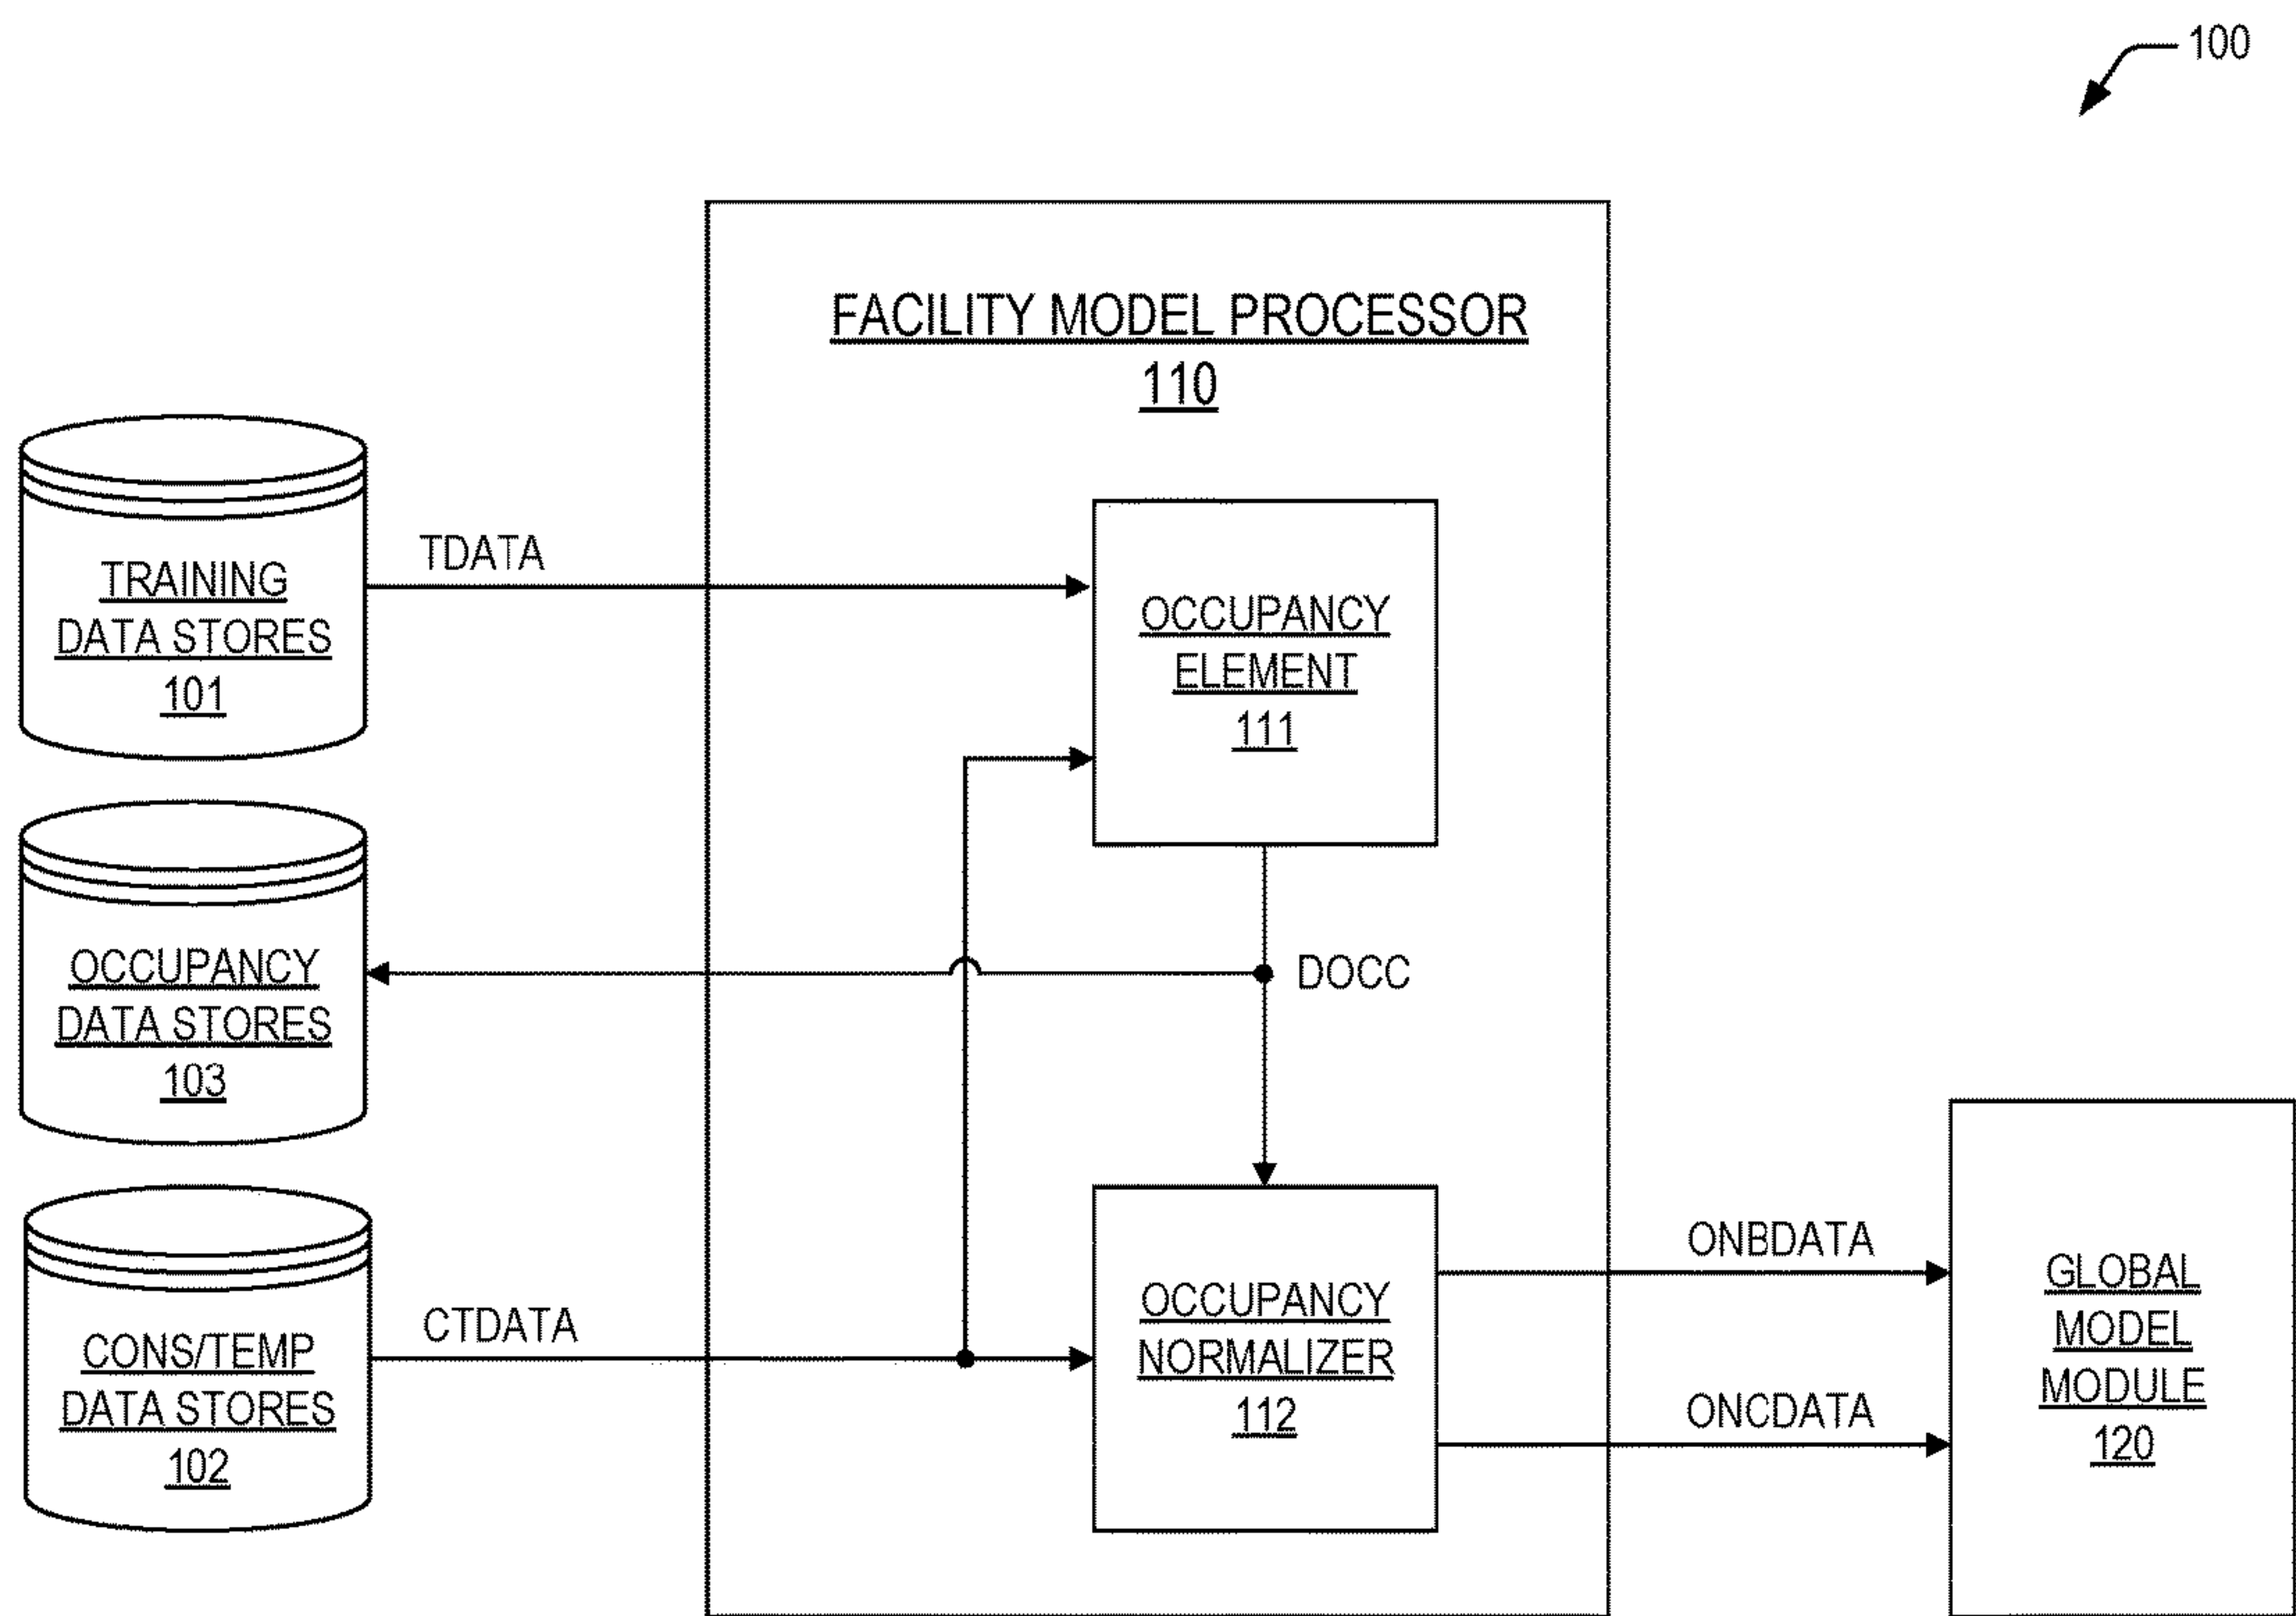 100
FACILITY MODEL PROCESSOR
110
TRAINING
DATA STORES
101
TDATA
OCCUPANCY
ELEMENT
111
OCCUPANCY
DATA STORES
103
DOCC
CONS/TEMP
DATA STORES
102
CTDATA
OCCUPANCY
NORMALIZER
112
ONBDATA
ONCDATA
GLOBAL
MODEL
MODULE
120